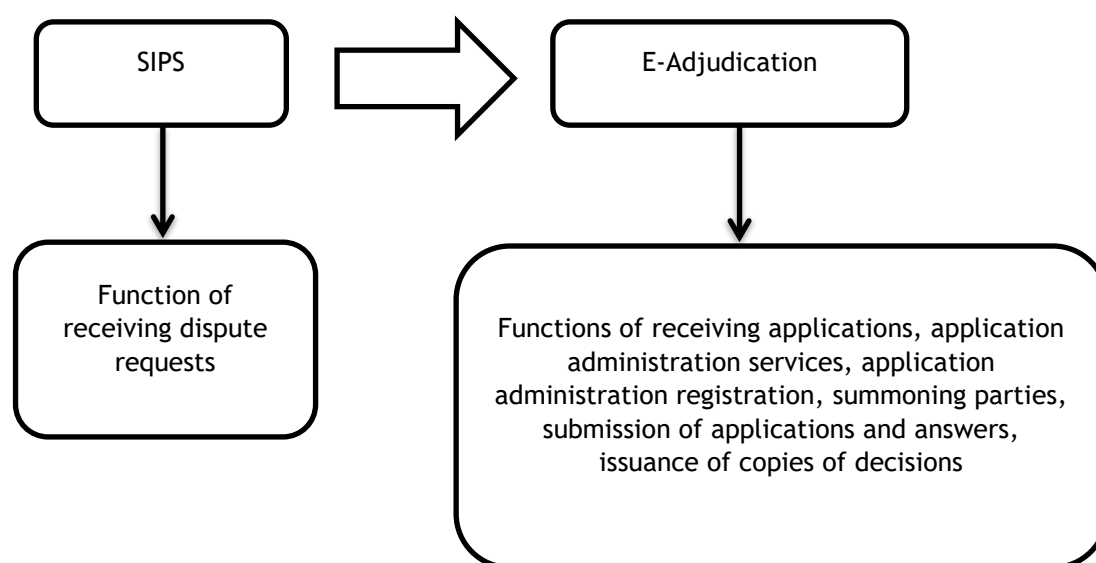 SIPS
E-Adjudication
Function of
receiving dispute
requests
Functions of receiving applications, application
administration services, application
administration registration, summoning parties,
submission of applications and answers,
issuance of copies of decisions